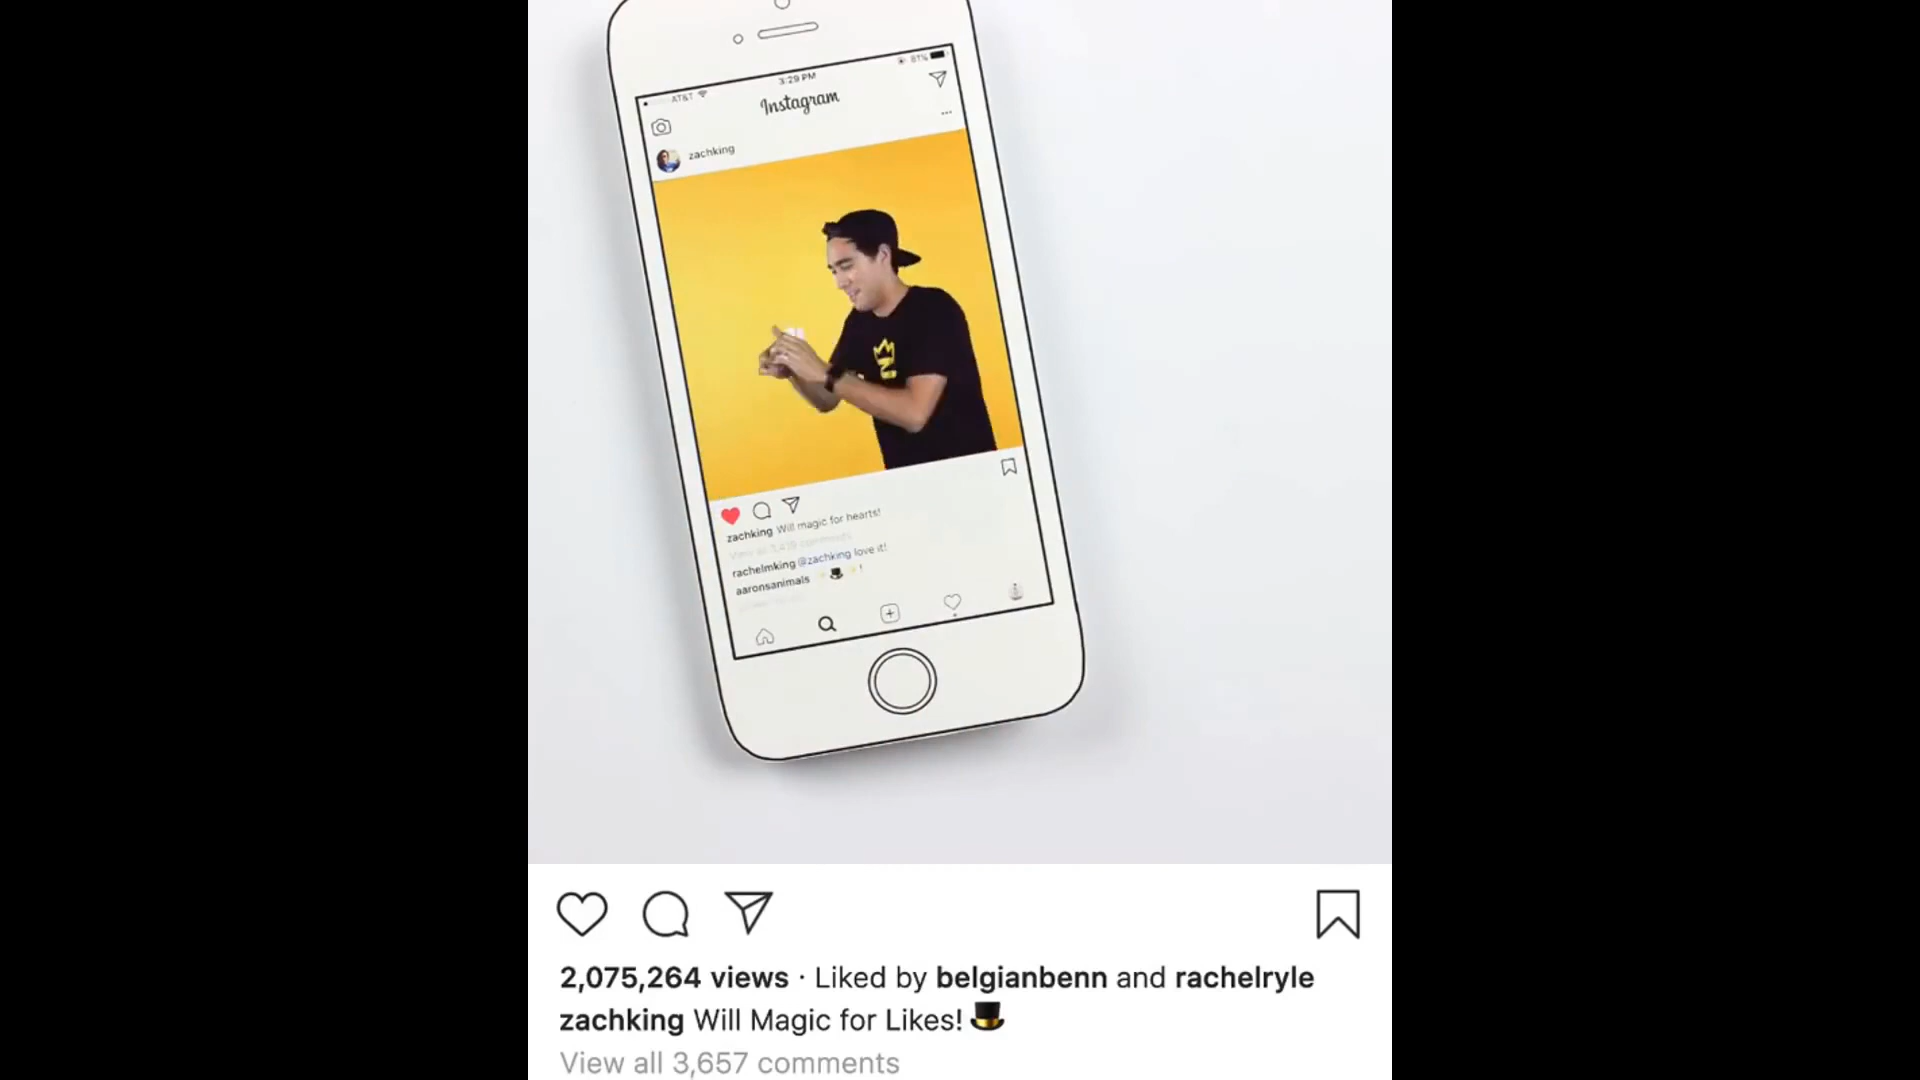 AT&T 3:29 PM 81%
Instagram
zachking
zachking Will magic for hearts!
rachelmking @zachking love it!
aaronsanimals
2,075,264 views · Liked by belgianbenn and rachelryle
zachking Will Magic for Likes! 🎩
View all 3,657 comments